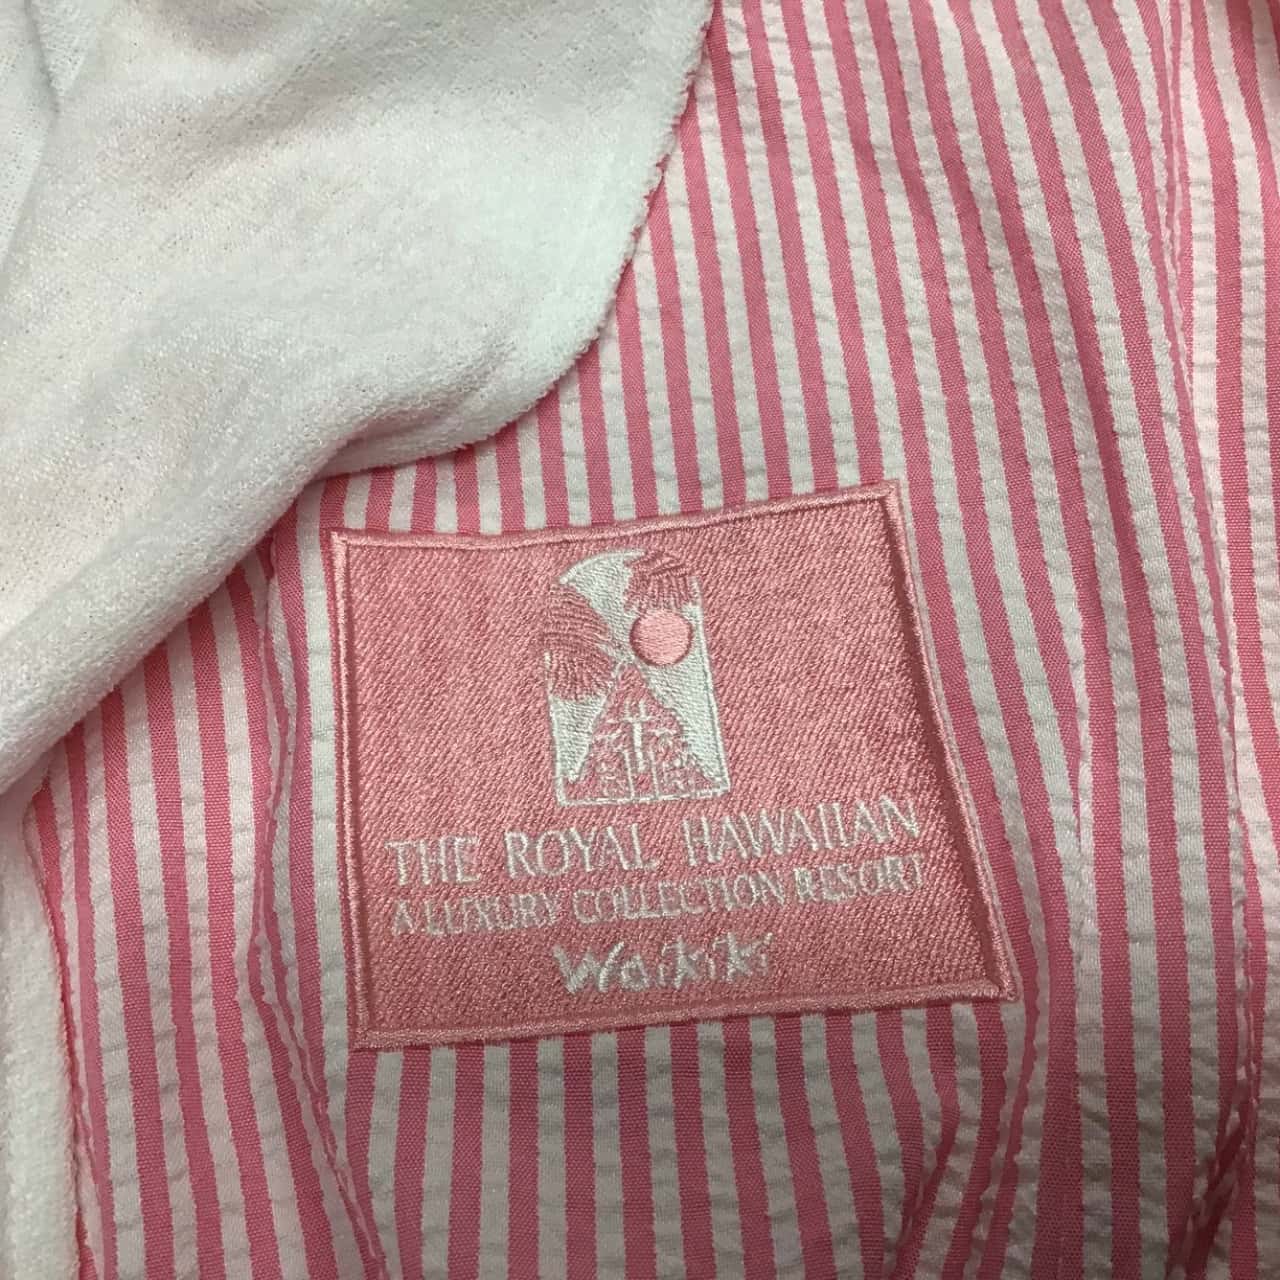 THE ROYAL HAWAIIAN
A LUXURY COLLECTION RESORT
Waikiki